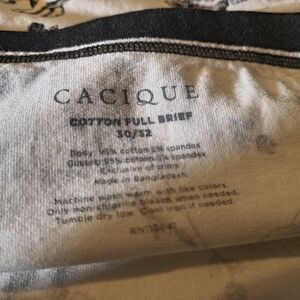 CACIQUE
COTTON FULL BRIEF
30/32
Body: 95% cotton 5% spandex
Gusset: 95% cotton 5% spandex
Exclusive of trims
Made in Bangladesh
Machine wash warm with like colors.
Only non-chlorine bleach when needed.
Tumble dry low. Cool iron if needed.